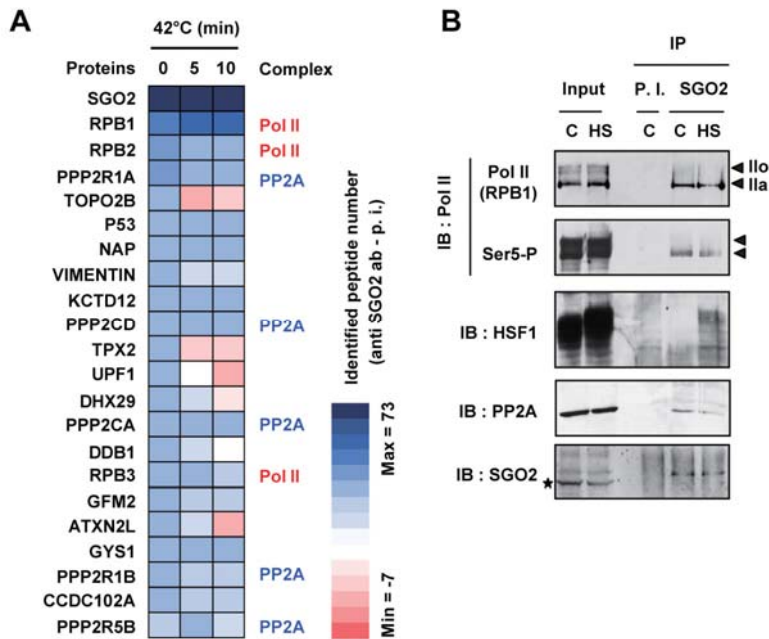 A
42°C (min)
Proteins 0 5 10 Complex
SGO2
RPB1 Pol II
RPB2 Pol II
PPP2R1A PP2A
TOPO2B
P53
NAP
VIMENTIN
KCTD12
PPP2CD PP2A
TPX2
UPF1
DHX29
PPP2CA PP2A
DDB1
RPB3 Pol II
GFM2
ATXN2L
GYS1
PPP2R1B PP2A
CCDC102A
PPP2R5B PP2A
Identified peptide number
(anti SGO2 ab - p. i.)
Max = 73
Min = -7
B
IP
Input P. I. SGO2
C HS C C HS
IB : Pol II
Pol II
(RPB1)
IIo
IIa
Ser5-P
IB : HSF1
IB : PP2A
IB : SGO2
★